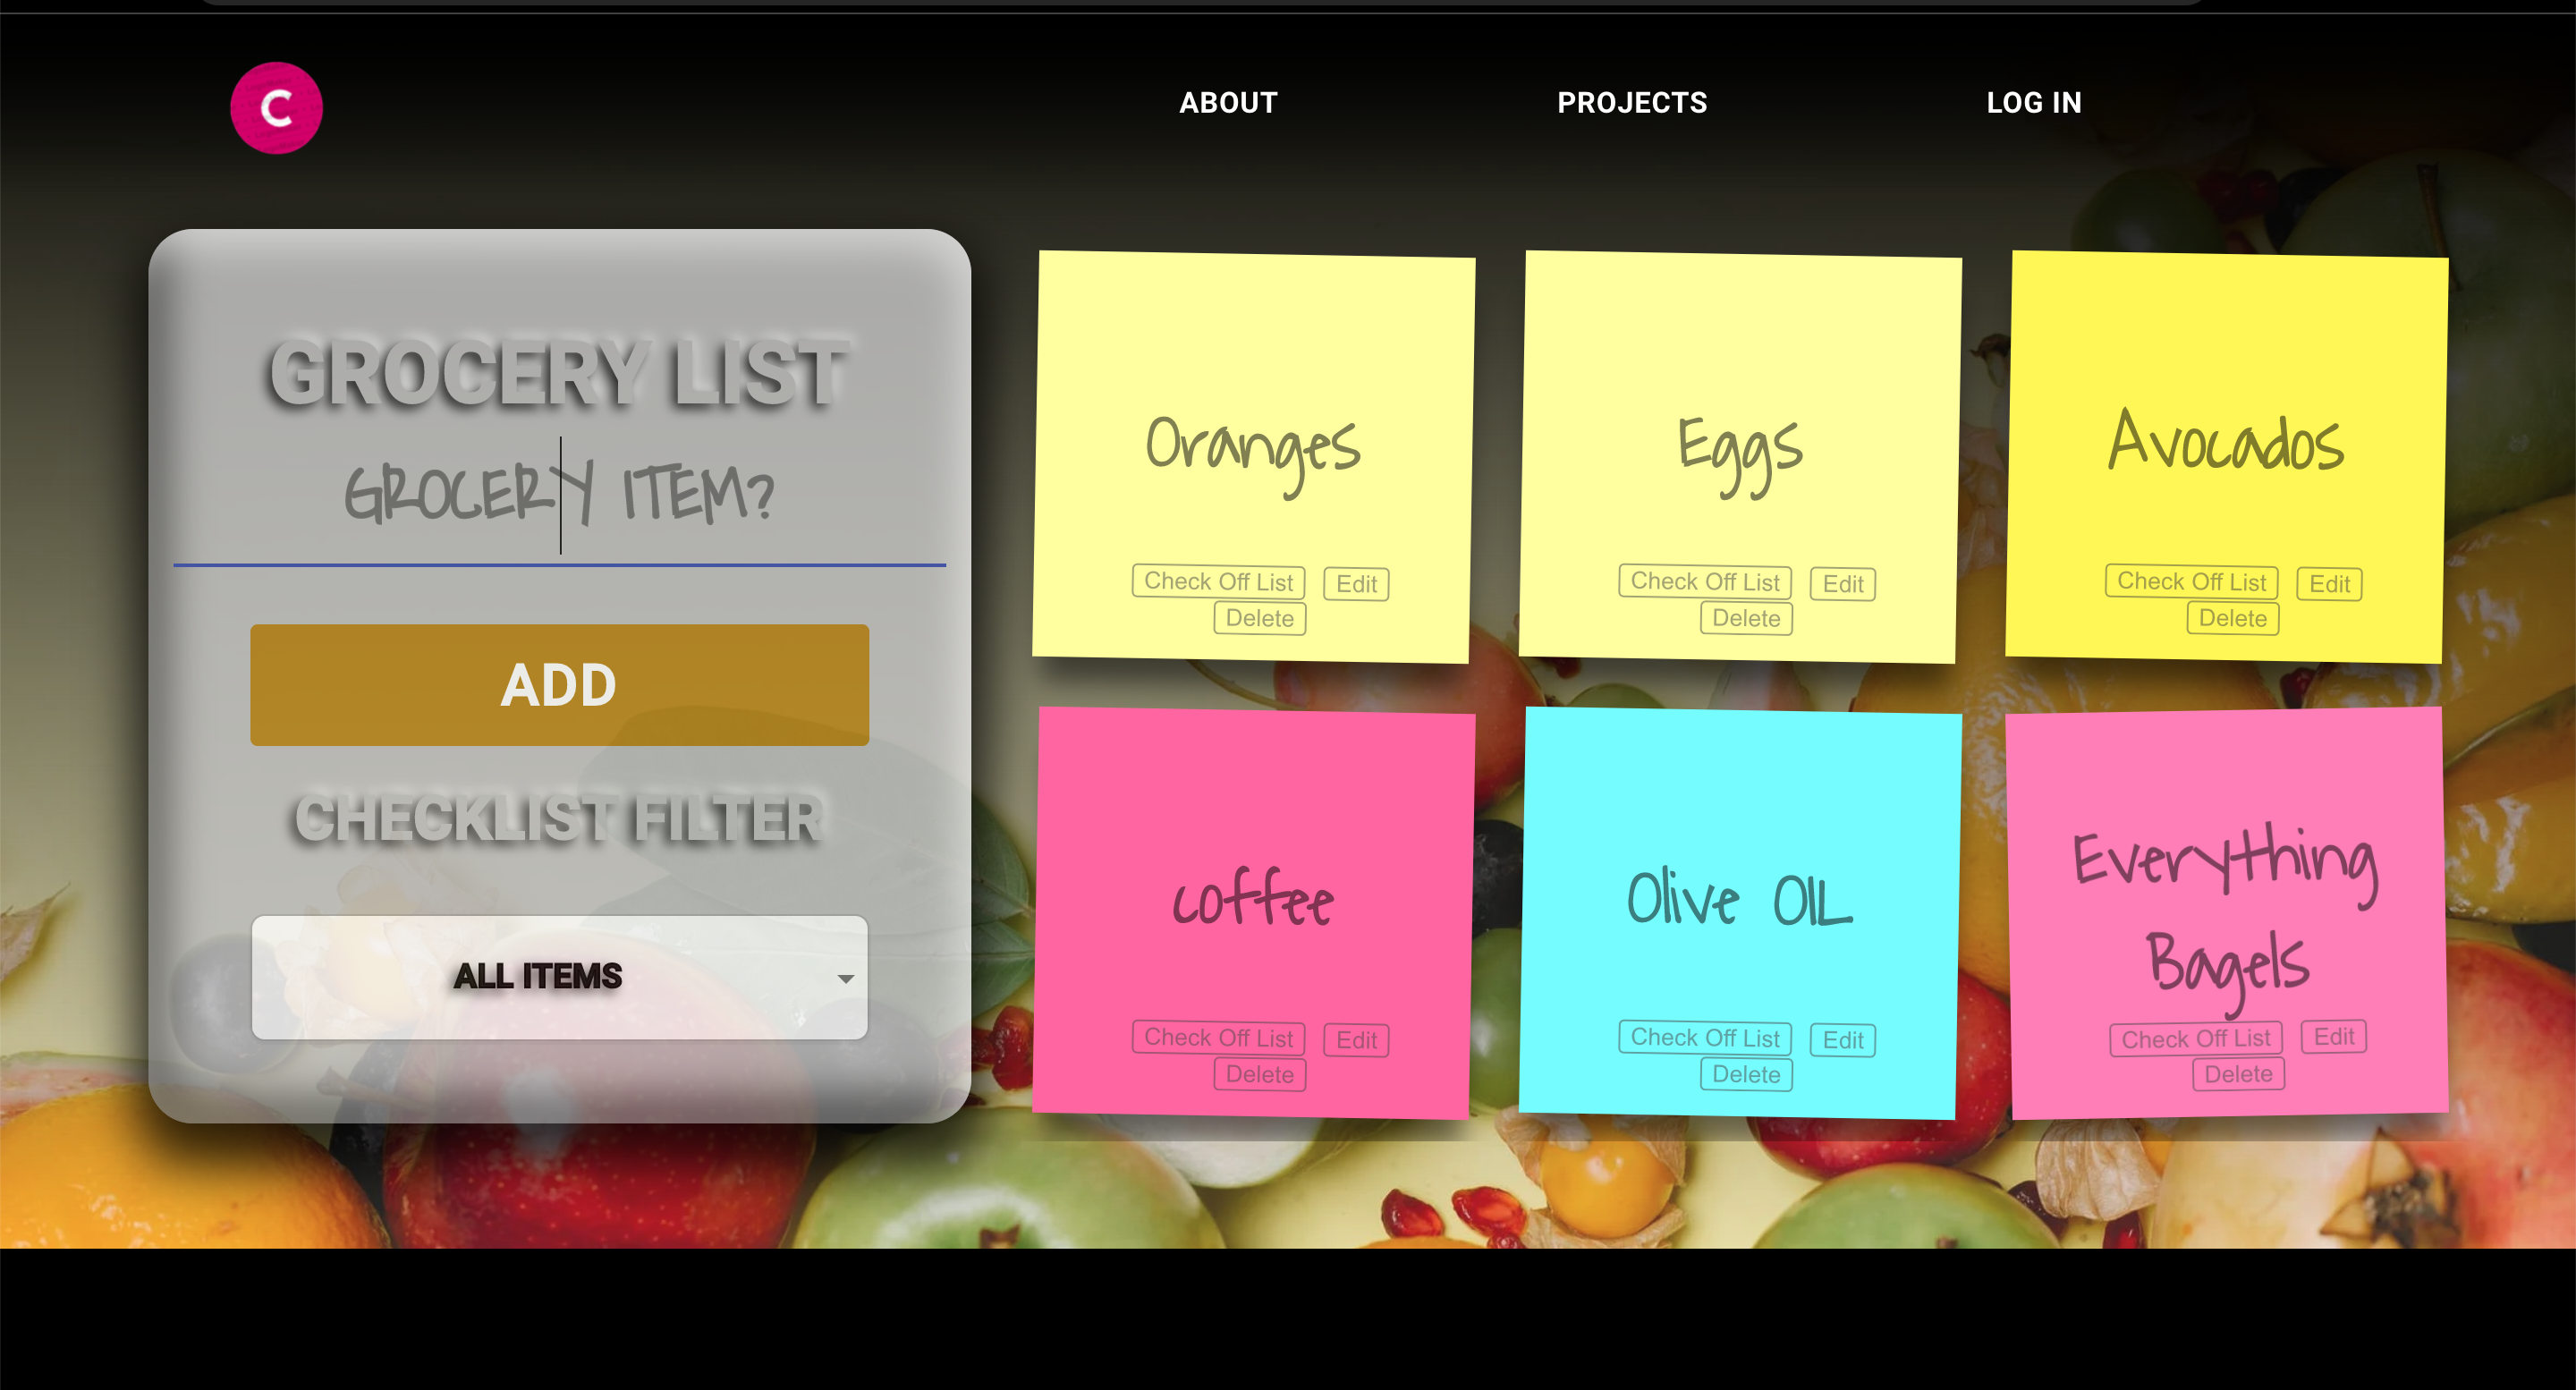 C
ABOUT PROJECTS LOG IN
GROCERY LIST
GROCERY ITEM?
ADD
CHECKLIST FILTER
ALL ITEMS
Oranges
Check Off List Edit
Delete
Eggs
Check Off List Edit
Delete
Avocados
Check Off List Edit
Delete
coffee
Check Off List Edit
Delete
Olive OIL
Check Off List Edit
Delete
Everything
Bagels
Check Off List Edit
Delete